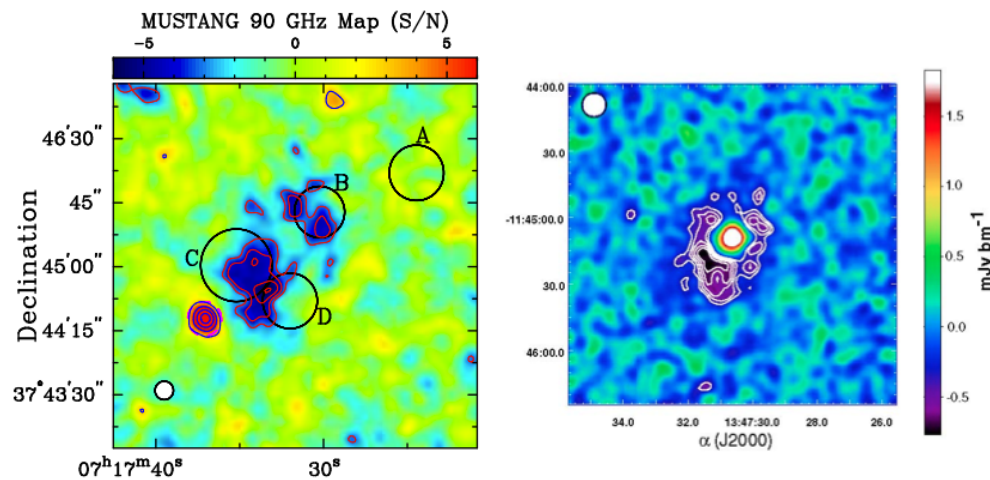 MUSTANG 90 GHz Map (S/N)
-5 0 5
46'30"
45"
45'00"
44'15"
37° 43'30"
Declination
A
B
C
D
07ʰ17ᵐ40ˢ 30ˢ
44:00.0
30.0
-11:45:00.0
30.0
46:00.0
34.0 32.0 13:47:30.0 28.0 26.0
α (J2000)
1.5
1.0
0.5
0.0
-0.5
mJy bm⁻¹